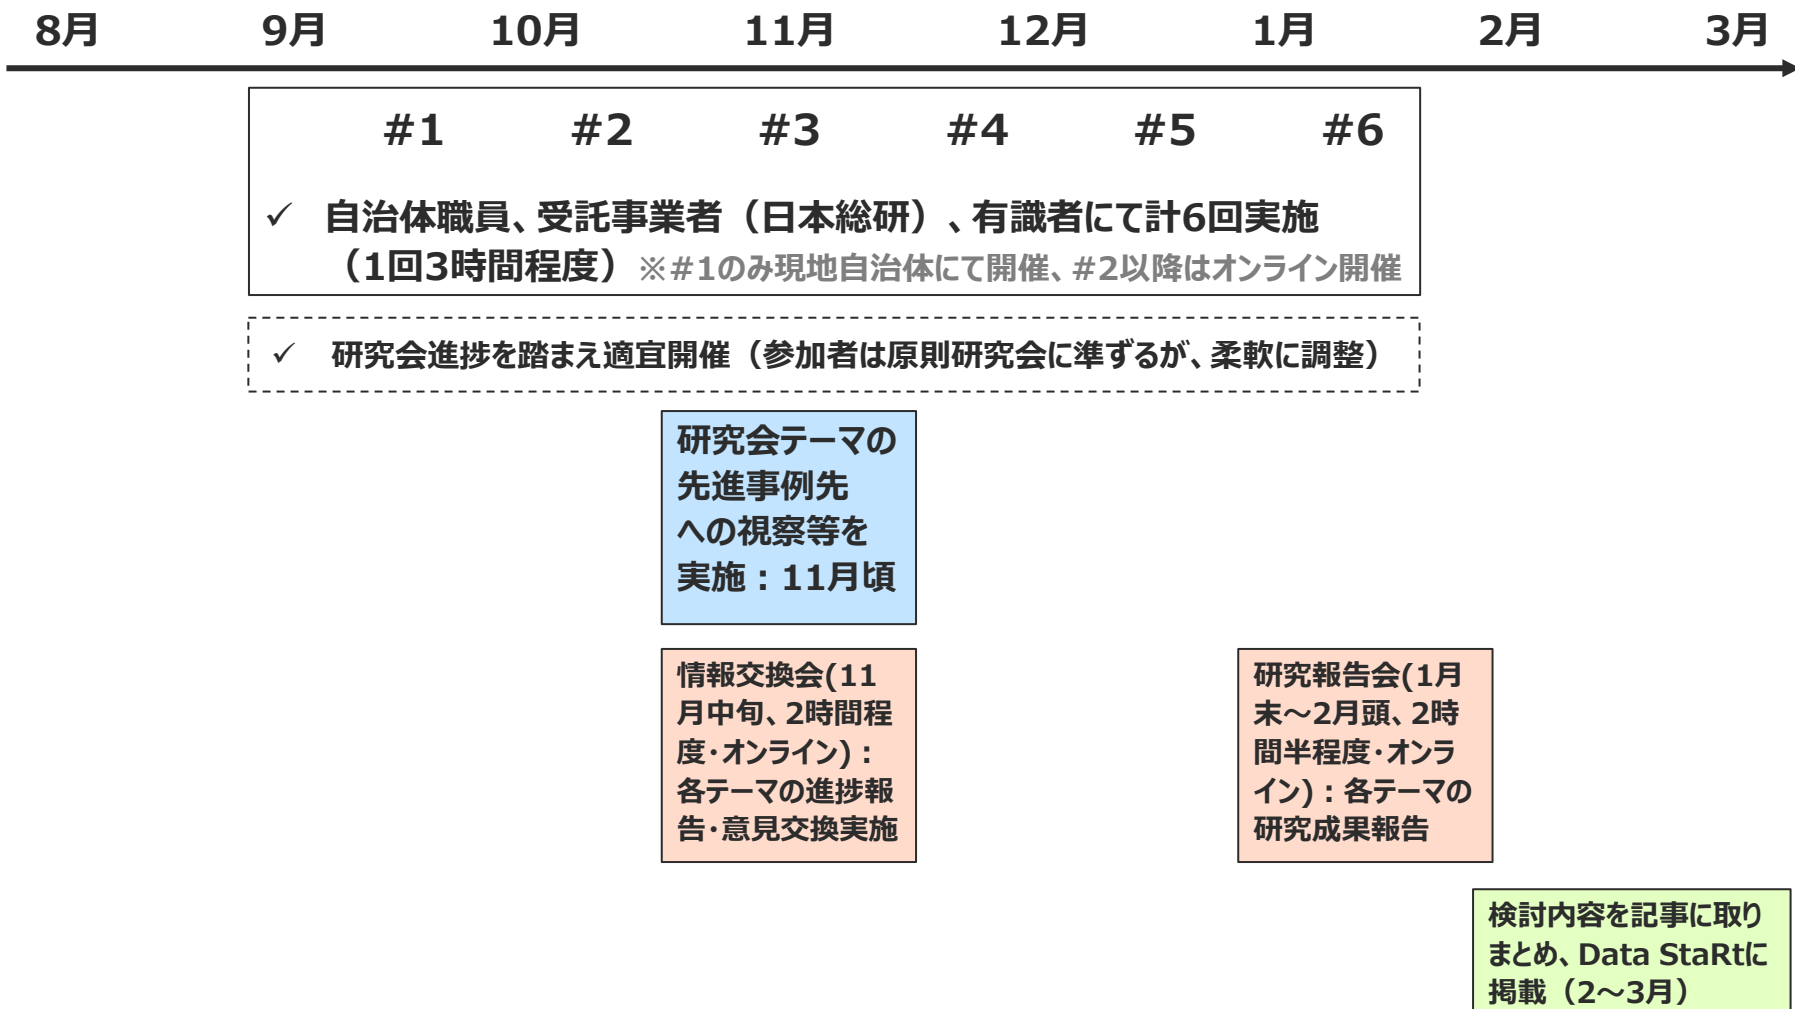 8月 9月 10月 11月 12月 1月 2月 3月
#1 #2 #3 #4 #5 #6
✓ 自治体職員、受託事業者（日本総研）、有識者にて計6回実施
（1回3時間程度）※#1のみ現地自治体にて開催、#2以降はオンライン開催
✓ 研究会進捗を踏まえ適宜開催（参加者は原則研究会に準ずるが、柔軟に調整）
研究会テーマの
先進事例先
への視察等を
実施：11月頃
情報交換会(11
月中旬、2時間程
度・オンライン)：
各テーマの進捗報
告・意見交換実施
研究報告会(1月
末～2月頭、2時
間半程度・オンラ
イン)：各テーマの
研究成果報告
検討内容を記事に取り
まとめ、Data StaRtに
掲載（2～3月）